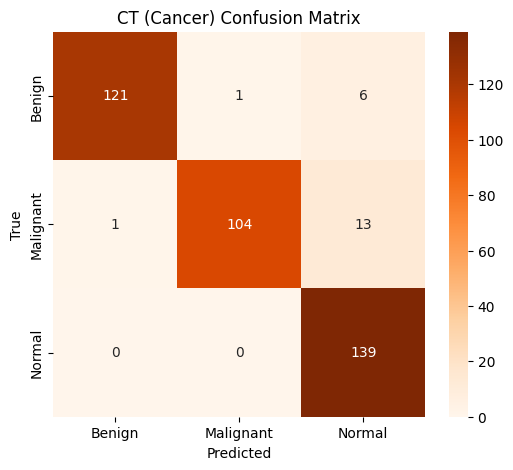 CT (Cancer) Confusion Matrix
Benign
121
1
6
Malignant
1
104
13
Normal
0
0
139
True
Benign
Malignant
Normal
Predicted
120
100
80
60
40
20
0